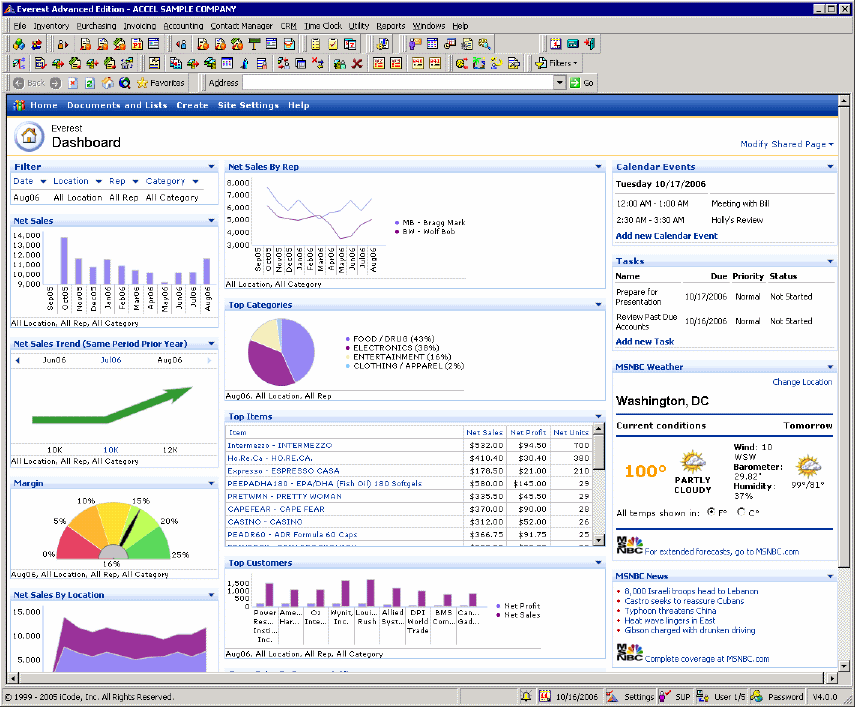 Everest Advanced Edition - ACCEL SAMPLE COMPANY
File Inventory Purchasing Invoicing Accounting Contact Manager CRM Time Clock Utility Reports Windows Help
Filters
Back Favorites Address Go
Home Documents and Lists Create Site Settings Help
Everest
Dashboard
Modify Shared Page
Filter
Date Location Rep Category
Aug06 All Location All Rep All Category
Net Sales
14,000
13,000
12,000
11,000
10,000
9,000
Sep05 Oct05 Nov05 Dec05 Jan06 Feb06 Mar06 Apr06 May06 Jun06 Jul06 Aug06
All Location, All Rep, All Category
Net Sales Trend (Same Period Prior Year)
Jun06 Jul06 Aug06
10K 10K 12K
All Location, All Rep, All Category
Margin
0% 5% 10% 15% 20% 25%
16%
Aug06, All Location, All Rep, All Category
Net Sales By Location
15,000
10,000
5,000
Net Sales By Rep
8,000
7,000
6,000
5,000
4,000
3,000
Sep05 Oct05 Nov05 Dec05 Jan06 Feb06 Mar06 Apr06 May06 Jun06 Jul06 Aug06
MB - Bragg Mark
BW - Wolf Bob
All Location, All Category
Top Categories
FOOD / DRUG (43%)
ELECTRONICS (38%)
ENTERTAINMENT (16%)
CLOTHING / APPAREL (2%)
Aug06, All Location, All Rep
Top Items
Item Net Sales Net Profit Net Units
Intermezzo - INTERMEZZO $532.00 $94.50 700
Ho.Re.Ca - HO.RE.CA. $410.40 $30.40 380
Expresso - ESPRESSO CASA $178.50 $21.00 210
PEEPADHA180 - EPA/DHA (Fish Oil) 180 Softgels $580.00 $145.00 29
PRETWMN - PRETTY WOMAN $335.50 $45.50 29
CAPEFEAR - CAPE FEAR $370.00 $90.00 28
CASINO - CASINO $312.00 $52.00 26
PEADR60 - ADR Formula 60 Caps $366.75 $91.75 25
Top Customers
1,500
1,000
500
0
Power Res... Insti... Inc.
Ame... Har...
Oz Inte...
Wynit, Inc.
Loui... Rush
Allied Syst...
DPI World Trade
BMS Com...
Can... Gad...
Net Profit
Net Sales
Aug06, All Location, All Rep, All Category
Calendar Events
Tuesday 10/17/2006
12:00 AM - 1:00 AM Meeting with Bill
2:30 AM - 3:30 AM Holly's Review
Add new Calendar Event
Tasks
Name Due Priority Status
Prepare for Presentation 10/17/2006 Normal Not Started
Review Past Due Accounts 10/16/2006 Normal Not Started
Add new Task
MSNBC Weather
Change Location
Washington, DC
Current conditions Tomorrow
100°
PARTLY CLOUDY
Wind: 10 WSW
Barometer: 29.82"
Humidity: 37%
99°/81°
All temps shown in: F° C°
MSNBC For extended forecasts, go to MSNBC.com
MSNBC News
8,000 Israeli troops head to Lebanon
Castro seeks to reassure Cubans
Typhoon threatens China
Heat wave lingers in East
Gibson charged with drunken driving
MSNBC Complete coverage at MSNBC.com
© 1999 - 2005 iCode, Inc. All Rights Reserved.
10/16/2006 Settings SUP User 1/5 Password V4.0.0